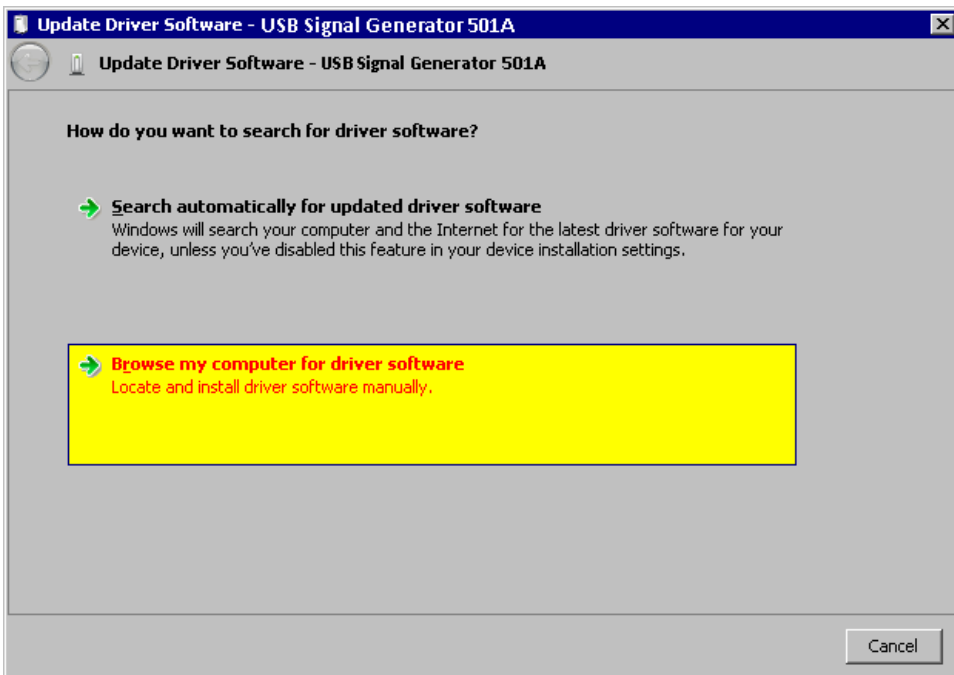 Update Driver Software - USB Signal Generator 501A
Update Driver Software - USB Signal Generator 501A
How do you want to search for driver software?
Search automatically for updated driver software
Windows will search your computer and the Internet for the latest driver software for your
device, unless you've disabled this feature in your device installation settings.
Browse my computer for driver software
Locate and install driver software manually.
Cancel